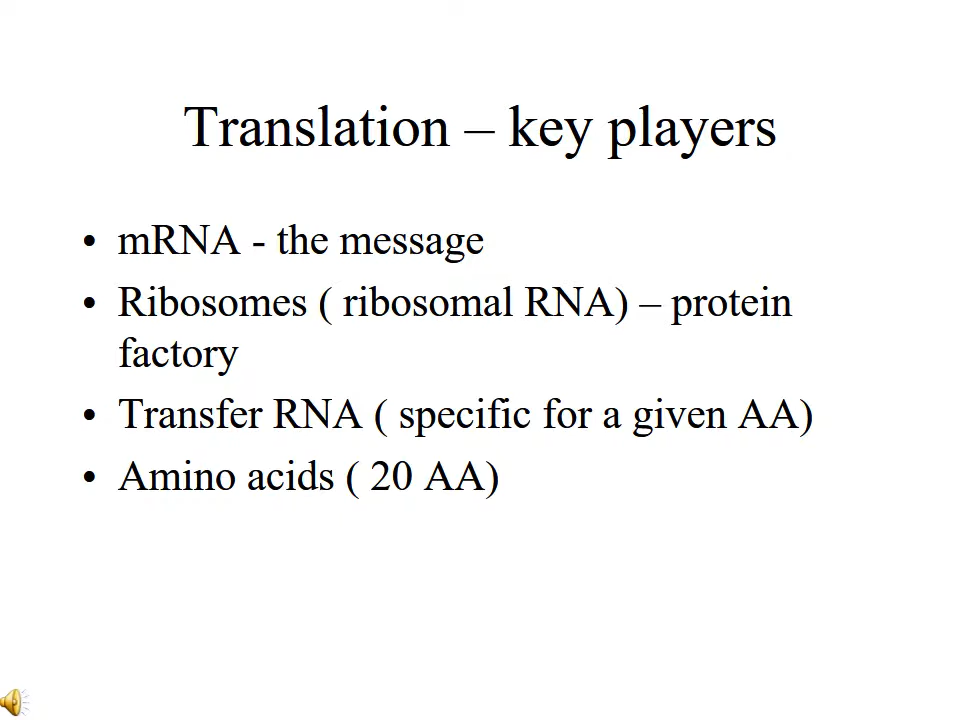 Translation – key players
• mRNA - the message
• Ribosomes ( ribosomal RNA) – protein
factory
• Transfer RNA ( specific for a given AA)
• Amino acids ( 20 AA)